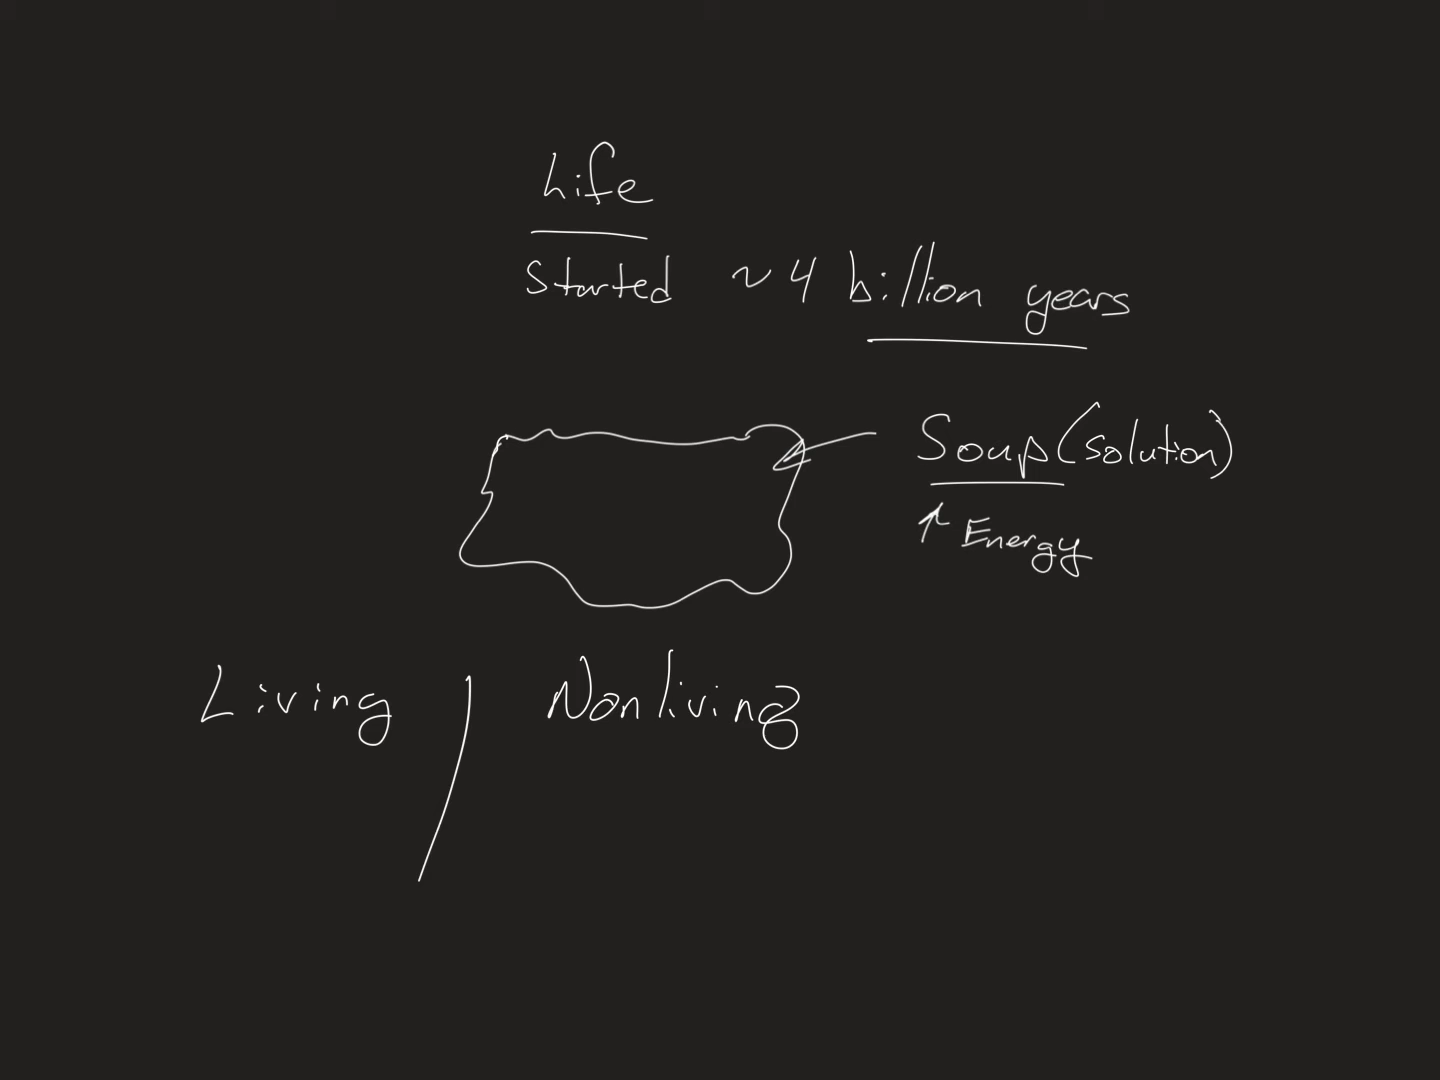 Life
Started ~4 billion years
Soup (solution)
↑ Energy
Living / Nonliving